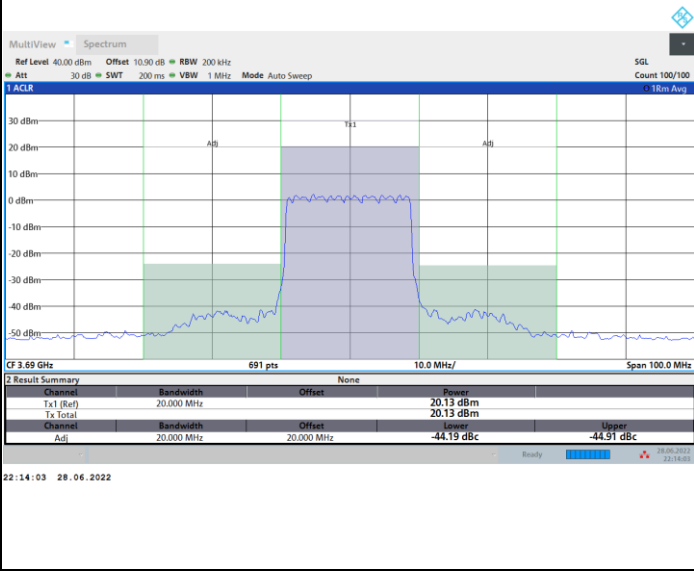 MultiView Spectrum
Ref Level 40.00 dBm Offset 10.90 dB RBW 200 kHz SGL
Att 30 dB SWT 200 ms VBW 1 MHz Mode Auto Sweep Count 100/100
1 ACLR 1Rm Avg
30 dBm
Tx1
20 dBm
Adj Adj
10 dBm
0 dBm
-10 dBm
-20 dBm
-30 dBm
-40 dBm
-50 dBm
CF 3.69 GHz 691 pts 10.0 MHz/ Span 100.0 MHz
2 Result Summary None
Channel Bandwidth Offset Power
Tx1 (Ref) 20.000 MHz 20.13 dBm
Tx Total 20.13 dBm
Channel Bandwidth Offset Lower Upper
Adj 20.000 MHz 20.000 MHz -44.19 dBc -44.91 dBc
Ready 28.06.2022
22:14:03
22:14:03 28.06.2022